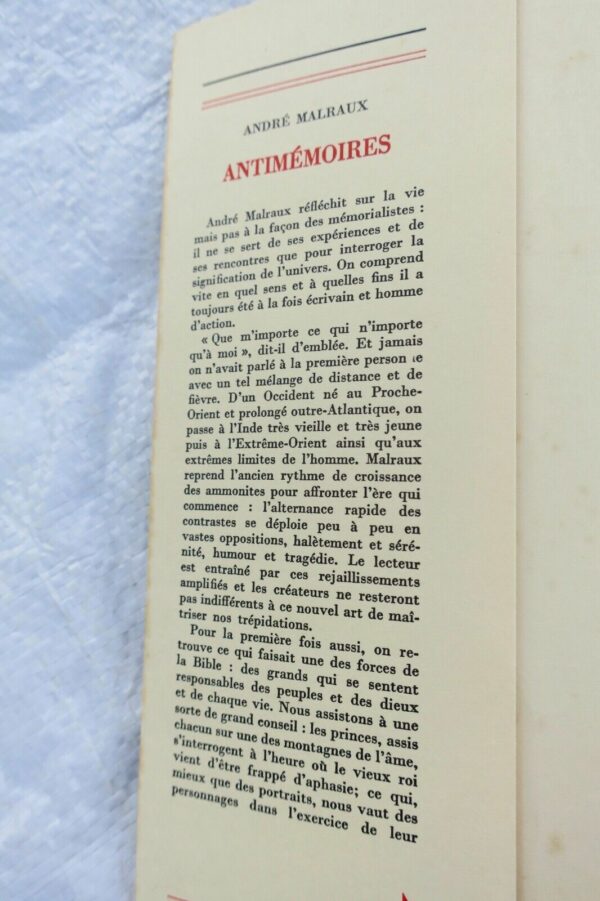 ANDRÉ MALRAUX
ANTIMÉMOIRES
André Malraux réfléchit sur la vie
mais pas à la façon des mémorialistes :
il ne se sert de ses expériences et de
ses rencontres que pour interroger la
signification de l'univers. On comprend
vite en quel sens et à quelles fins il a
toujours été à la fois écrivain et homme
d'action.
« Que m'importe ce qui n'importe
qu'à moi », dit-il d'emblée. Et jamais
on n'avait parlé à la première person e
avec un tel mélange de distance et de
fièvre. D'un Occident né au Proche-
Orient et prolongé outre-Atlantique, on
passe à l'Inde très vieille et très jeune
puis à l'Extrême-Orient ainsi qu'aux
extrêmes limites de l'homme. Malraux
reprend l'ancien rythme de croissance
des ammonites pour affronter l'ère qui
commence : l'alternance rapide des
contrastes se déploie peu à peu en
vastes oppositions, halètement et séré-
nité, humour et tragédie. Le lecteur
est entraîné par ces rejaillissements
amplifiés et les créateurs ne resteront
pas indifférents à ce nouvel art de maî-
triser nos trépidations.
Pour la première fois aussi, on re-
trouve ce qui faisait une des forces de
la Bible : des grands qui se sentent
responsables des peuples et des dieux
et de chaque vie. Nous assistons à une
sorte de grand conseil : les princes, assis
chacun sur une des montagnes de l'âme,
s'interrogent à l'heure où le vieux roi
vient d'être frappé d'aphasie; ce qui,
mieux que des portraits, nous vaut des
personnages dans l'exercice de leur